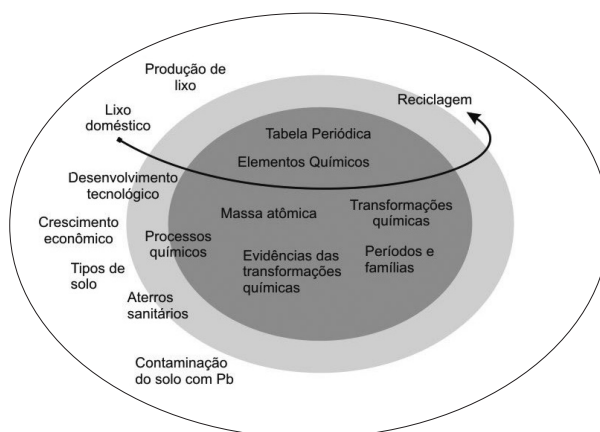 Produção de
lixo
Reciclagem
Lixo
doméstico
Tabela Periódica
Elementos Químicos
Desenvolvimento
tecnológico
Massa atômica
Transformações
químicas
Crescimento
econômico
Processos
químicos
Evidências das
transformações
químicas
Períodos e
famílias
Tipos de
solo
Aterros
sanitários
Contaminação
do solo com Pb